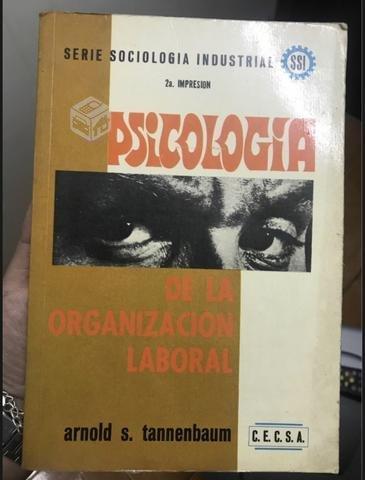 SERIE SOCIOLOGIA INDUSTRIAL
SSI
2a. IMPRESION
PSICOLOGIA
DE LA
ORGANIZACION
LABORAL
arnold s. tannenbaum
C.E.C.S.A.